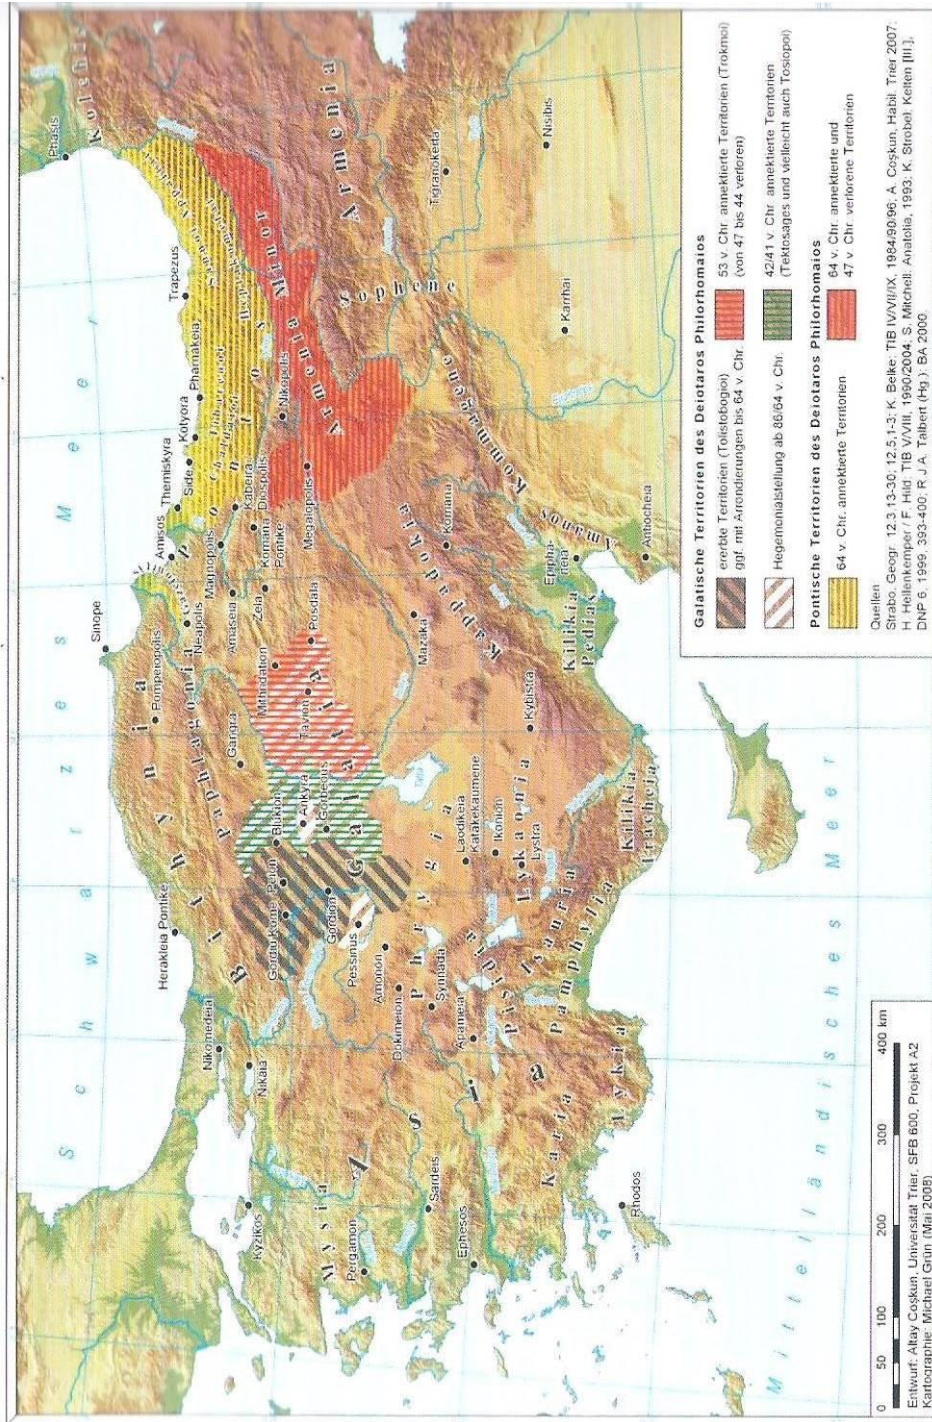 Schwarzes Meer
Phasis
Kolchis
Sinope
Trapezus
Pharnakeia
Kotyora
Side
Themiskyra
Amisos
Herakleia Pontike
Pompeiopolis
Bithynia
Paphlagonia
Gangra
Neapolis
Magnopolis
Amaseia
Zela
Kabeira
Diospolis
Komana
Pontike
Pontos
Megalopolis
Nikopolis
Armenia Minor
Armenia
Nikomedeia
Nikaia
Kyzikos
Mysia
Pergamon
Asia
Sardeis
Ephesos
Rhodos
Karia
Lykia
Mithridation
Tavion
Posdala
Blukion
Ankyra
Gorbeous
Galatia
Peïon
Gordiu Kome
Gordion
Pessinus
Amorion
Dokimeion
Synnada
Apameia
Phrygia
Pisidia
Isauria
Pamphylia
Laodikeia
Katakekaumene
Ikonion
Lykaonia
Lystra
Kybistra
Mazaka
Kappadokia
Komana
Kommagene
Sophene
Tigranokerta
Nisibis
Karrhai
Amanos
Epiphaneia
Antiocheia
Kilikia
Pedias
Kilikia
Tracheia
Mittelländisches Meer
0 50 100 200 300 400 km
Entwurf: Altay Coşkun, Universität Trier, SFB 600, Projekt A2
Kartographie: Michael Grün (Mai 2008)
Galatische Territorien des Deiotaros Philorhomaios
ererbte Territorien (Tolistobogioi)
ggf. mit Arrondierungen bis 64 v. Chr.
53 v. Chr. annektierte Territorien (Trokmoi)
(von 47 bis 44 verloren)
Hegemonialstellung ab 86/64 v. Chr.
42/41 v. Chr. annektierte Territorien
(Tektosages und vielleicht auch Tosiopoi)
Pontische Territorien des Deiotaros Philorhomaios
64 v. Chr. annektierte Territorien
64 v. Chr. annektierte und
47 v. Chr. verlorene Territorien
Quellen
Strabo, Geogr. 12,3,13-30; 12,5,1-3; K. Belke: TIB IV/VII/IX, 1984/90/96; A. Coşkun, Habil. Trier 2007;
H. Hellenkemper / F. Hild: TIB V/VIII, 1990/2004; S. Mitchell: Anatolia, 1993; K. Strobel: Kelten [III.],
DNP 6, 1999, 393-400; R. J. A. Talbert (Hg.): BA 2000.